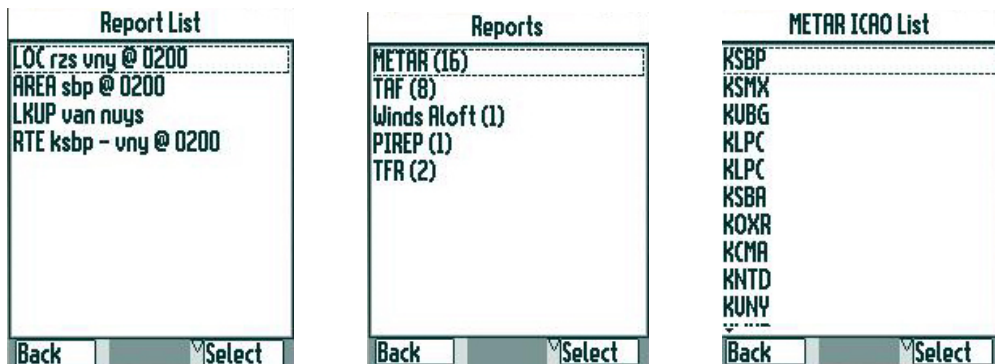 Report List
LOC rzs vny @ 0200
AREA sbp @ 0200
LKUP van nuys
RTE ksbp - vny @ 0200
Back
Select
Reports
METAR (16)
TAF (8)
Winds Aloft (1)
PIREP (1)
TFR (2)
Back
Select
METAR ICAO List
KSBP
KSMX
KVBG
KLPC
KLPC
KSBA
KOXR
KCMA
KNTD
KVNY
Back
Select